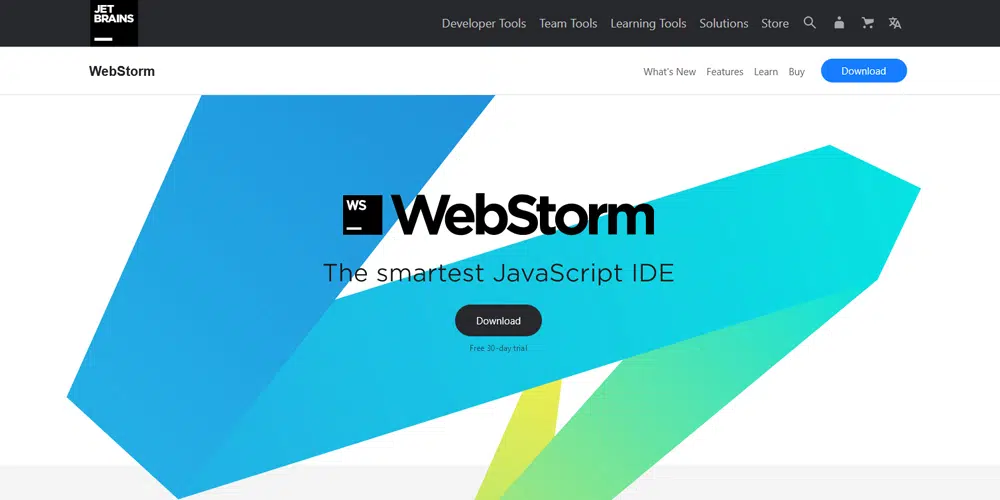 JET
BRAINS
Developer Tools Team Tools Learning Tools Solutions Store
WebStorm
What's New Features Learn Buy Download
WS WebStorm
The smartest JavaScript IDE
Download
Free 30-day trial